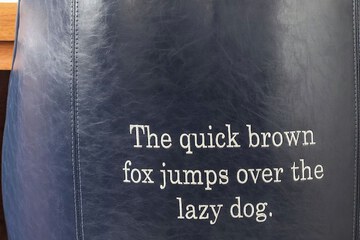 The quick brown
fox jumps over the
lazy dog.